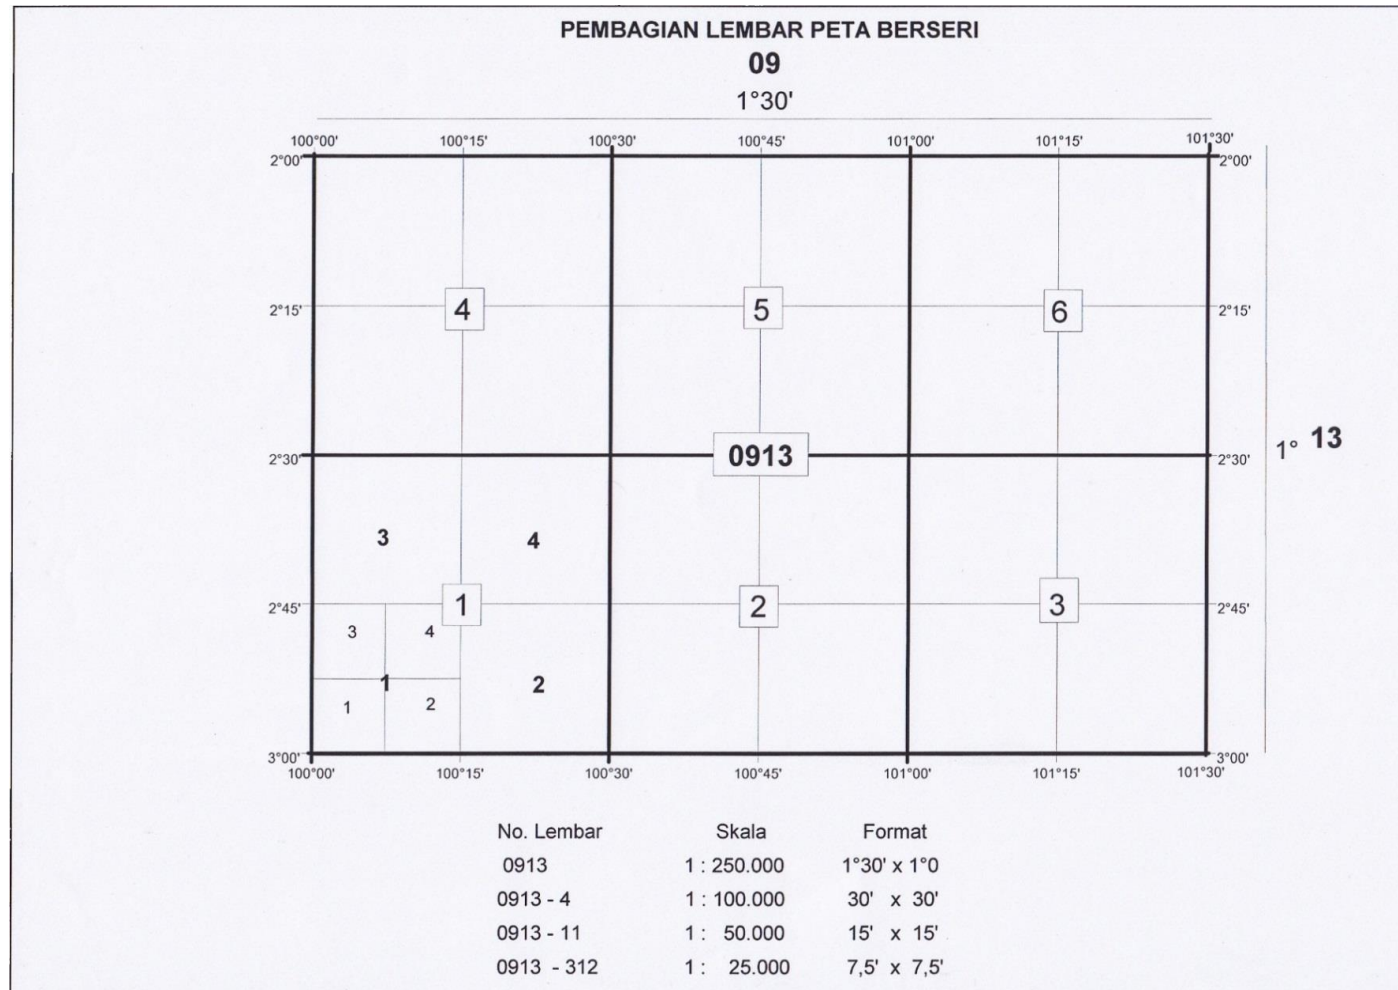 PEMBAGIAN LEMBAR PETA BERSERI
09
1°30'
100°00' 100°15' 100°30' 100°45' 101°00' 101°15' 101°30'
2°00' 2°00'
2°15' 4 5 6 2°15'
2°30' 0913 2°30' 1° 13
3 4
2°45' 1 2 3 2°45'
3 4
1 2
1 2
3°00' 3°00'
100°00' 100°15' 100°30' 100°45' 101°00' 101°15' 101°30'
No. Lembar Skala Format
0913 1 : 250.000 1°30' x 1°0
0913 - 4 1 : 100.000 30' x 30'
0913 - 11 1 : 50.000 15' x 15'
0913 - 312 1 : 25.000 7,5' x 7,5'